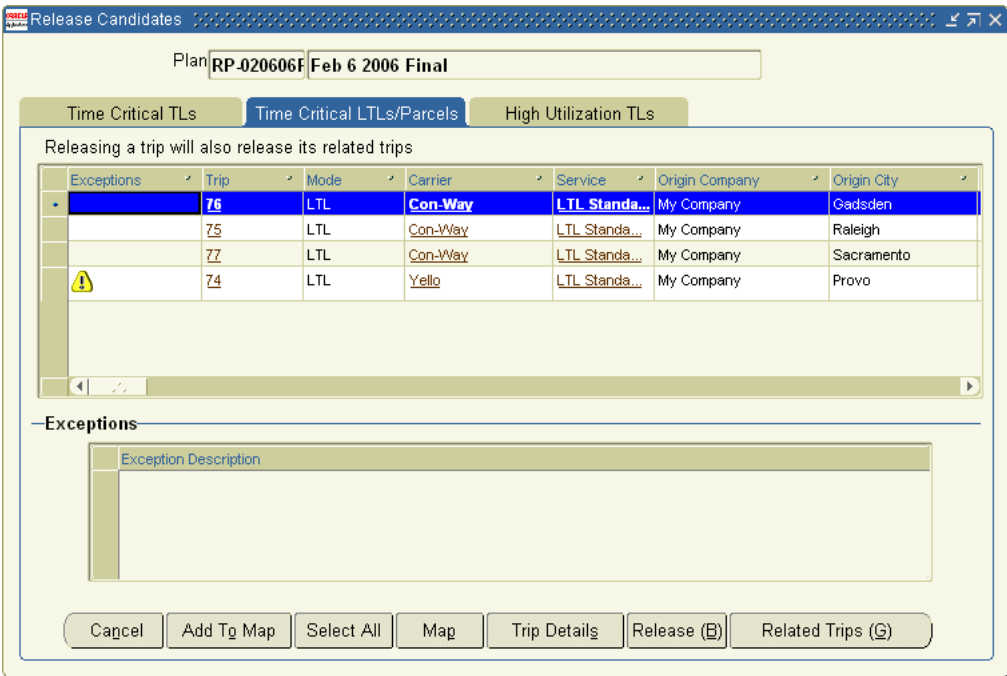 ORACLE Release Candidates
Plan RP-020606F Feb 6 2006 Final
Time Critical TLs Time Critical LTLs/Parcels High Utilization TLs
Releasing a trip will also release its related trips
Exceptions Trip Mode Carrier Service Origin Company Origin City
76 LTL Con-Way LTL Standa... My Company Gadsden
75 LTL Con-Way LTL Standa... My Company Raleigh
77 LTL Con-Way LTL Standa... My Company Sacramento
74 LTL Yello LTL Standa... My Company Provo
Exceptions
Exception Description
Cancel Add To Map Select All Map Trip Details Release (B) Related Trips (G)